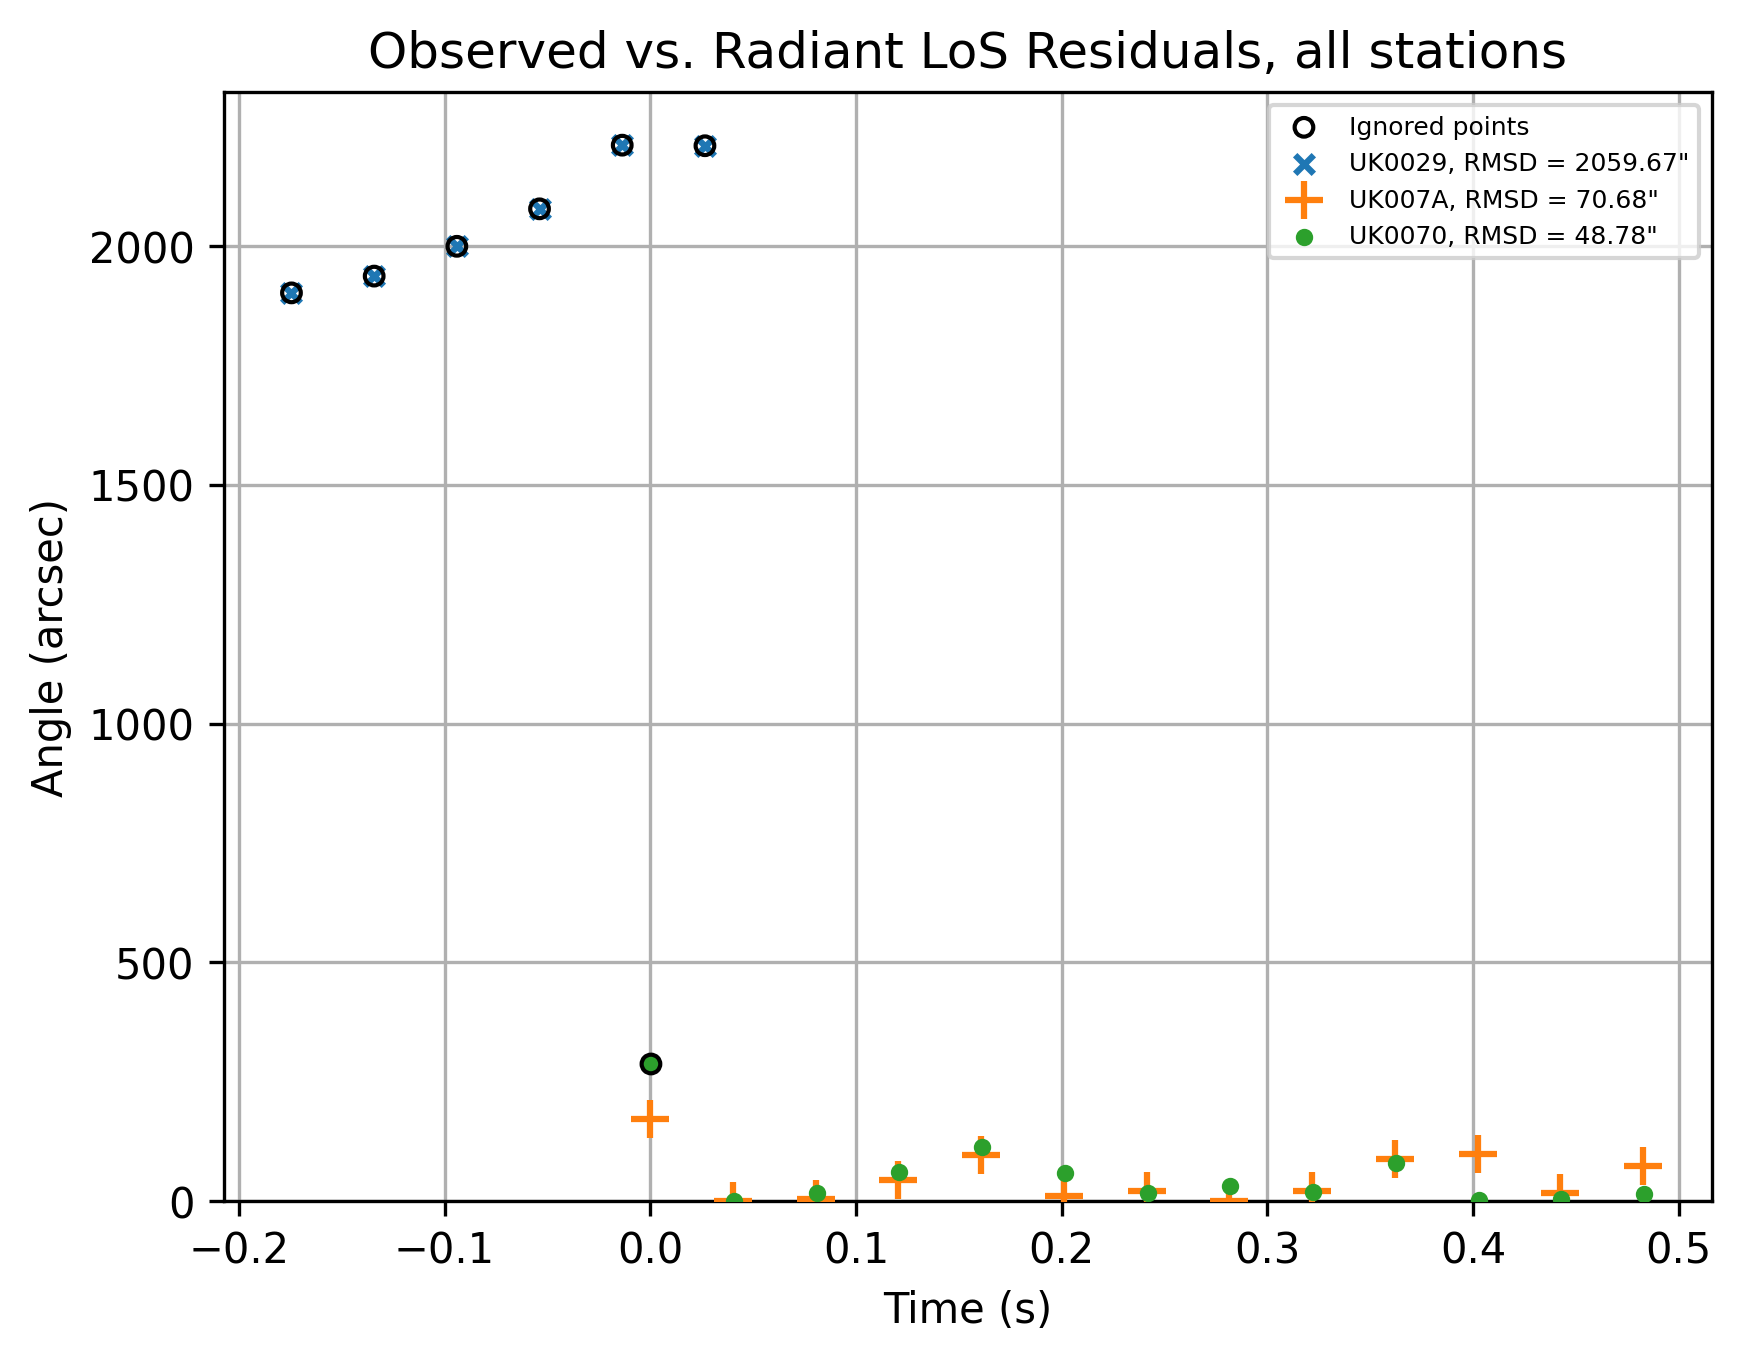 Observed vs. Radiant LoS Residuals, all stations
Ignored points
UK0029, RMSD = 2059.67"
UK007A, RMSD = 70.68"
UK0070, RMSD = 48.78"
Angle (arcsec)
2000
1500
1000
500
0
−0.2 −0.1 0.0 0.1 0.2 0.3 0.4 0.5
Time (s)